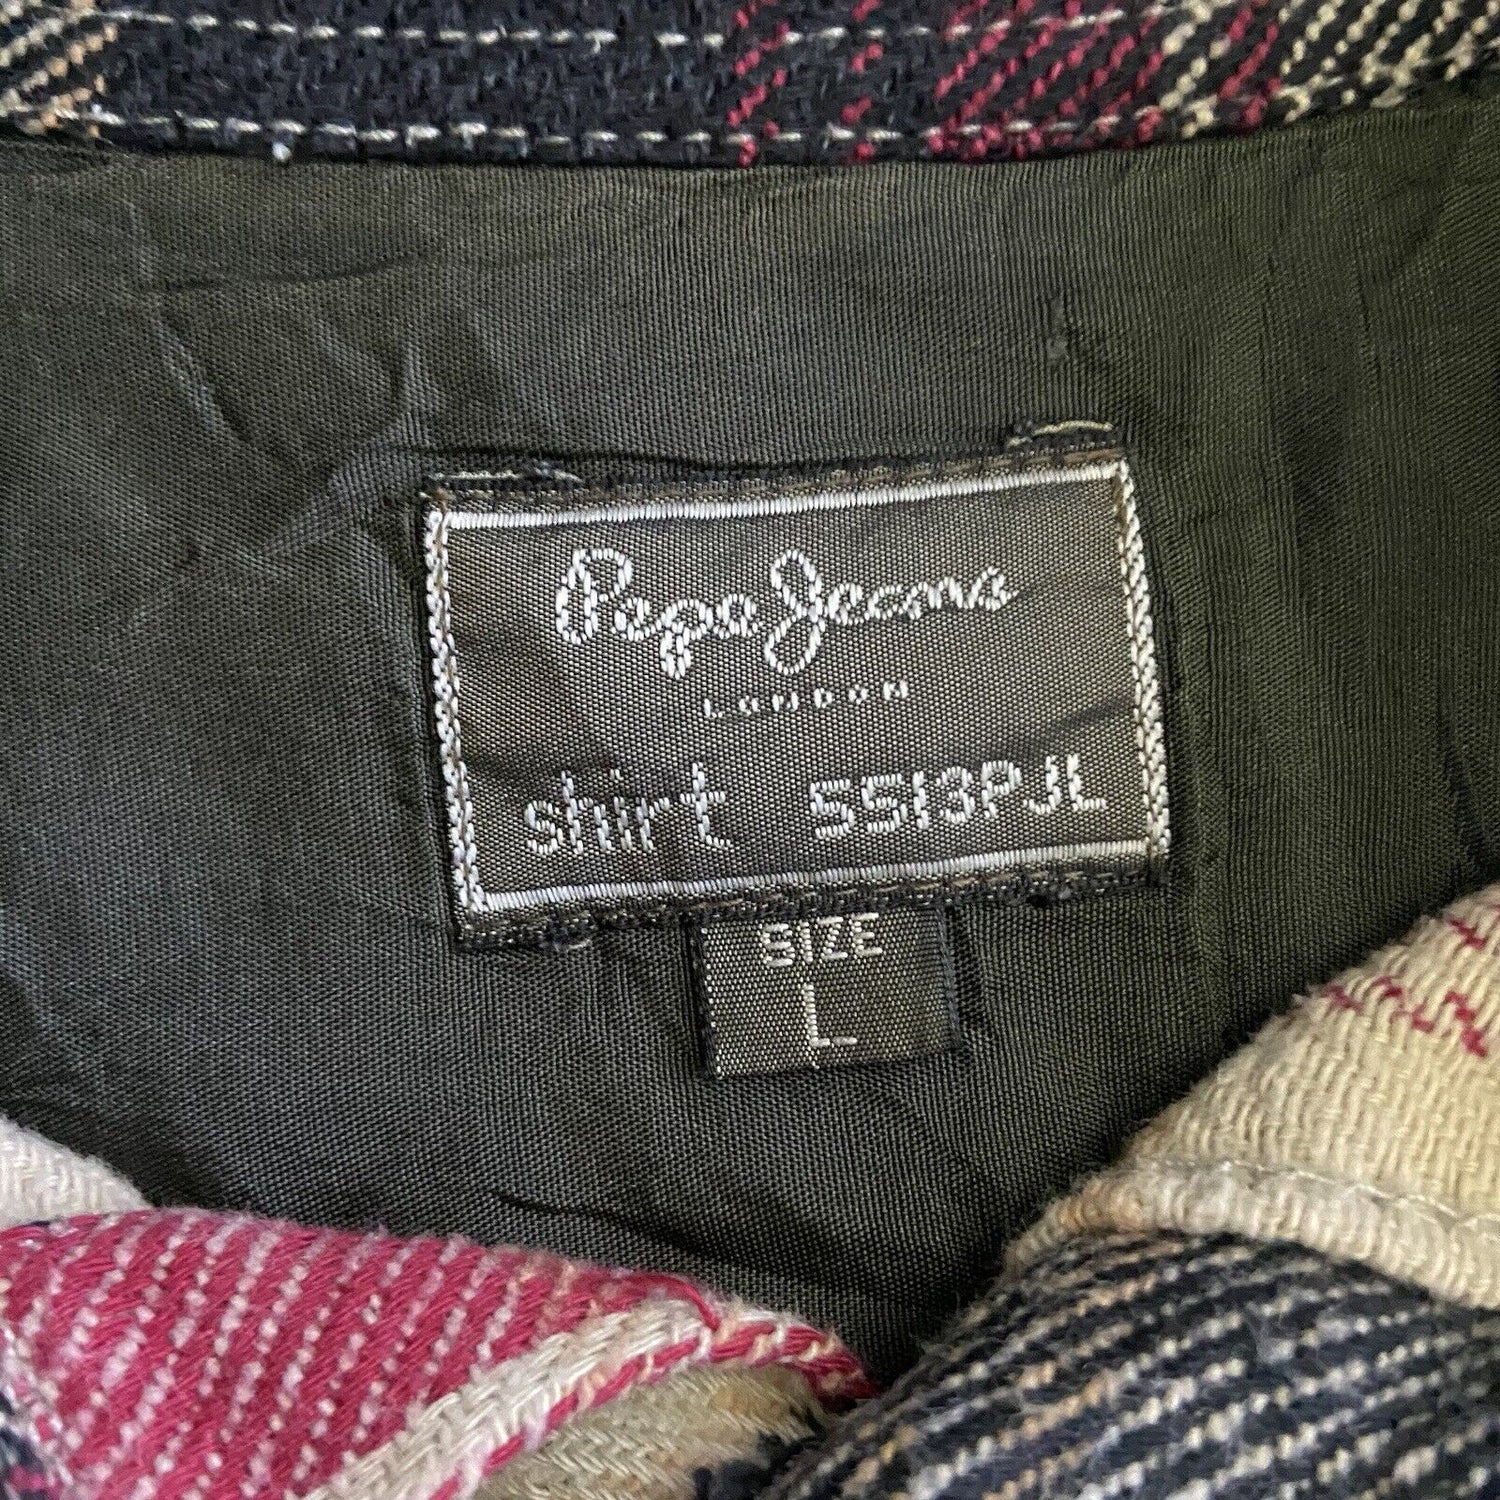 Pepe Jeans
LONDON
shirt 5513PJL
SIZE
L